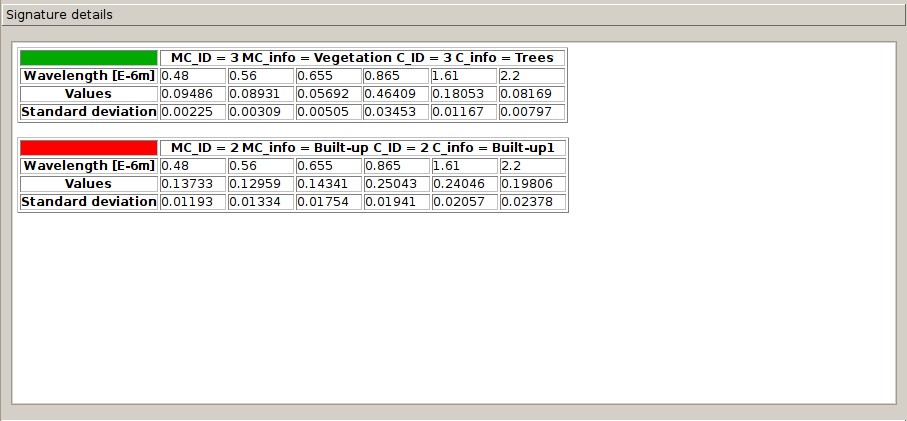 Signature details
MC_ID = 3 MC_info = Vegetation C_ID = 3 C_info = Trees
Wavelength [E-6m] 0.48 0.56 0.655 0.865 1.61 2.2
Values 0.09486 0.08931 0.05692 0.46409 0.18053 0.08169
Standard deviation 0.00225 0.00309 0.00505 0.03453 0.01167 0.00797
MC_ID = 2 MC_info = Built-up C_ID = 2 C_info = Built-up1
Wavelength [E-6m] 0.48 0.56 0.655 0.865 1.61 2.2
Values 0.13733 0.12959 0.14341 0.25043 0.24046 0.19806
Standard deviation 0.01193 0.01334 0.01754 0.01941 0.02057 0.02378